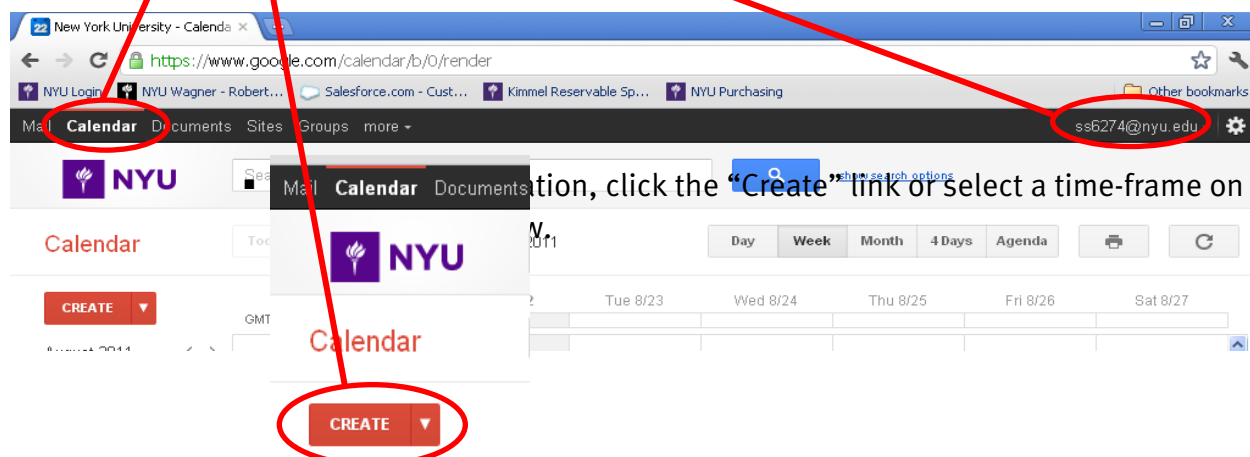 22 New York University - Calenda
https://www.google.com/calendar/b/0/render
NYU Login NYU Wagner - Robert... Salesforce.com - Cust... Kimmel Reservable Sp... NYU Purchasing Other bookmarks
Mail Calendar Documents Sites Groups more ss6274@nyu.edu
NYU show search options
Mail Calendar Documents
click the “Create” link or select a time-frame on
NYU
Calendar 2011 Day Week Month 4 Days Agenda
CREATE Tue 8/23 Wed 8/24 Thu 8/25 Fri 8/26 Sat 8/27
GMT
Calendar
August 2011
CREATE